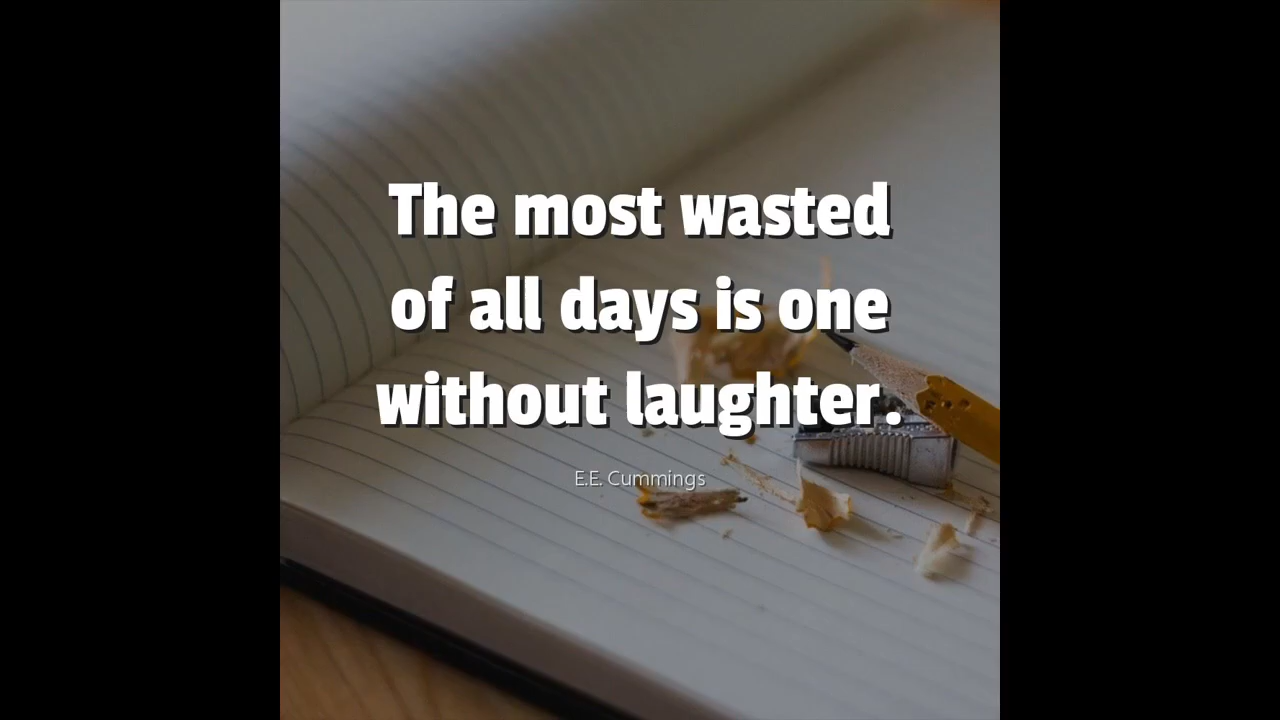 The most wasted
of all days is one
without laughter.
E.E. Cummings